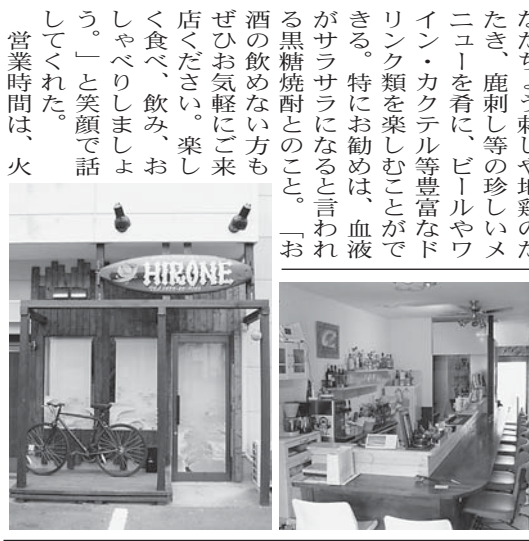 なだちょう刺しや地鶏のた
たき、鹿刺し等の珍しいメ
ニューを肴に、ビールやワ
イン・カクテル等豊富なド
リンク類を楽しむことがで
きる。特にお勧めは、血液
がサラサラになると言われ
る黒糖焼酎とのこと。「お
酒の飲めない方も
ぜひお気軽にご来
店ください。楽し
く食べ、飲み、お
しゃべりしましょ
う。」と笑顔で話
してくれた。
営業時間は、火
HIRONE